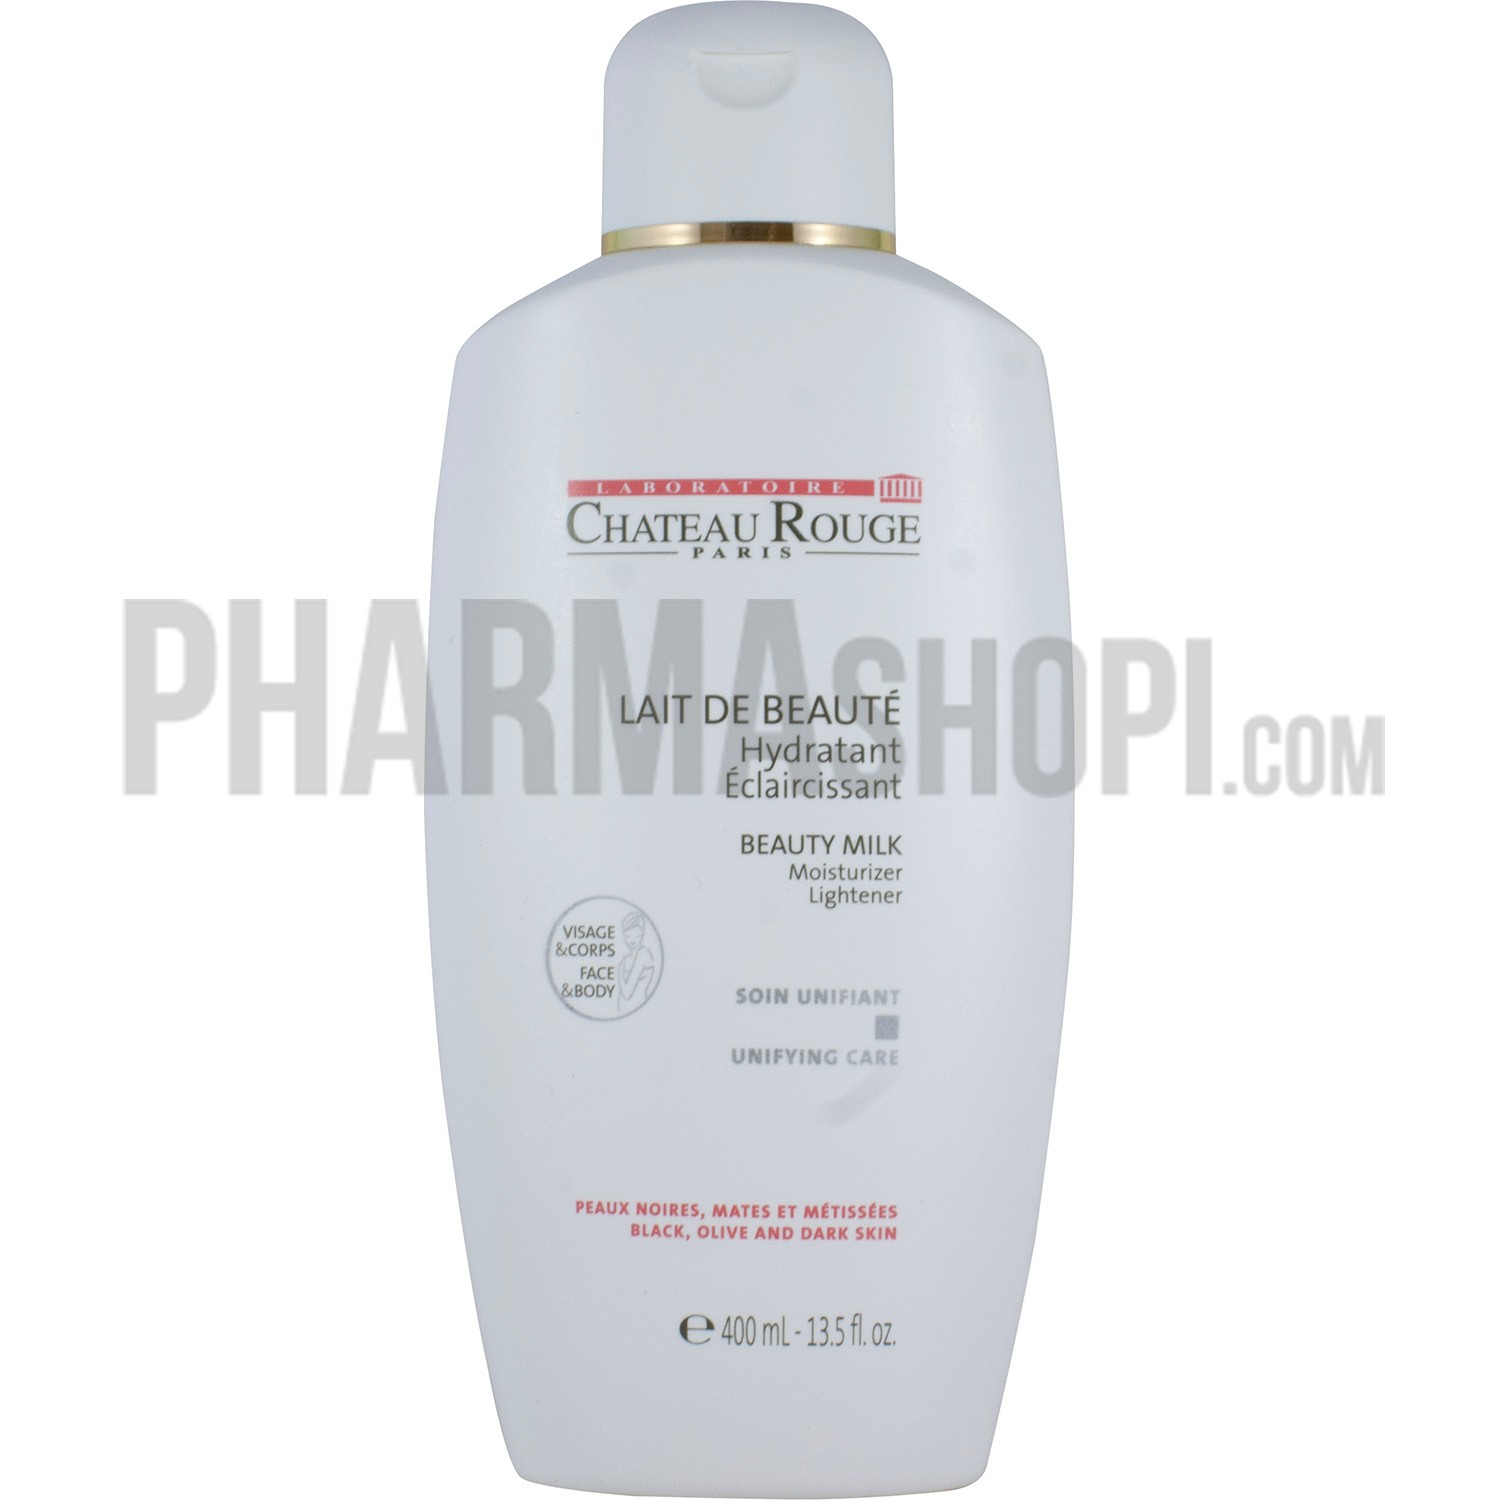 LABORATOIRE
CHATEAU ROUGE
PARIS
PHARMASHOPI.COM
LAIT DE BEAUTÉ
Hydratant
Éclaircissant
BEAUTY MILK
Moisturizer
Lightener
VISAGE
&CORPS
FACE
&BODY
SOIN UNIFIANT
UNIFYING CARE
PEAUX NOIRES, MATES ET MÉTISSÉES
BLACK, OLIVE AND DARK SKIN
℮ 400 mL - 13.5 fl. oz.